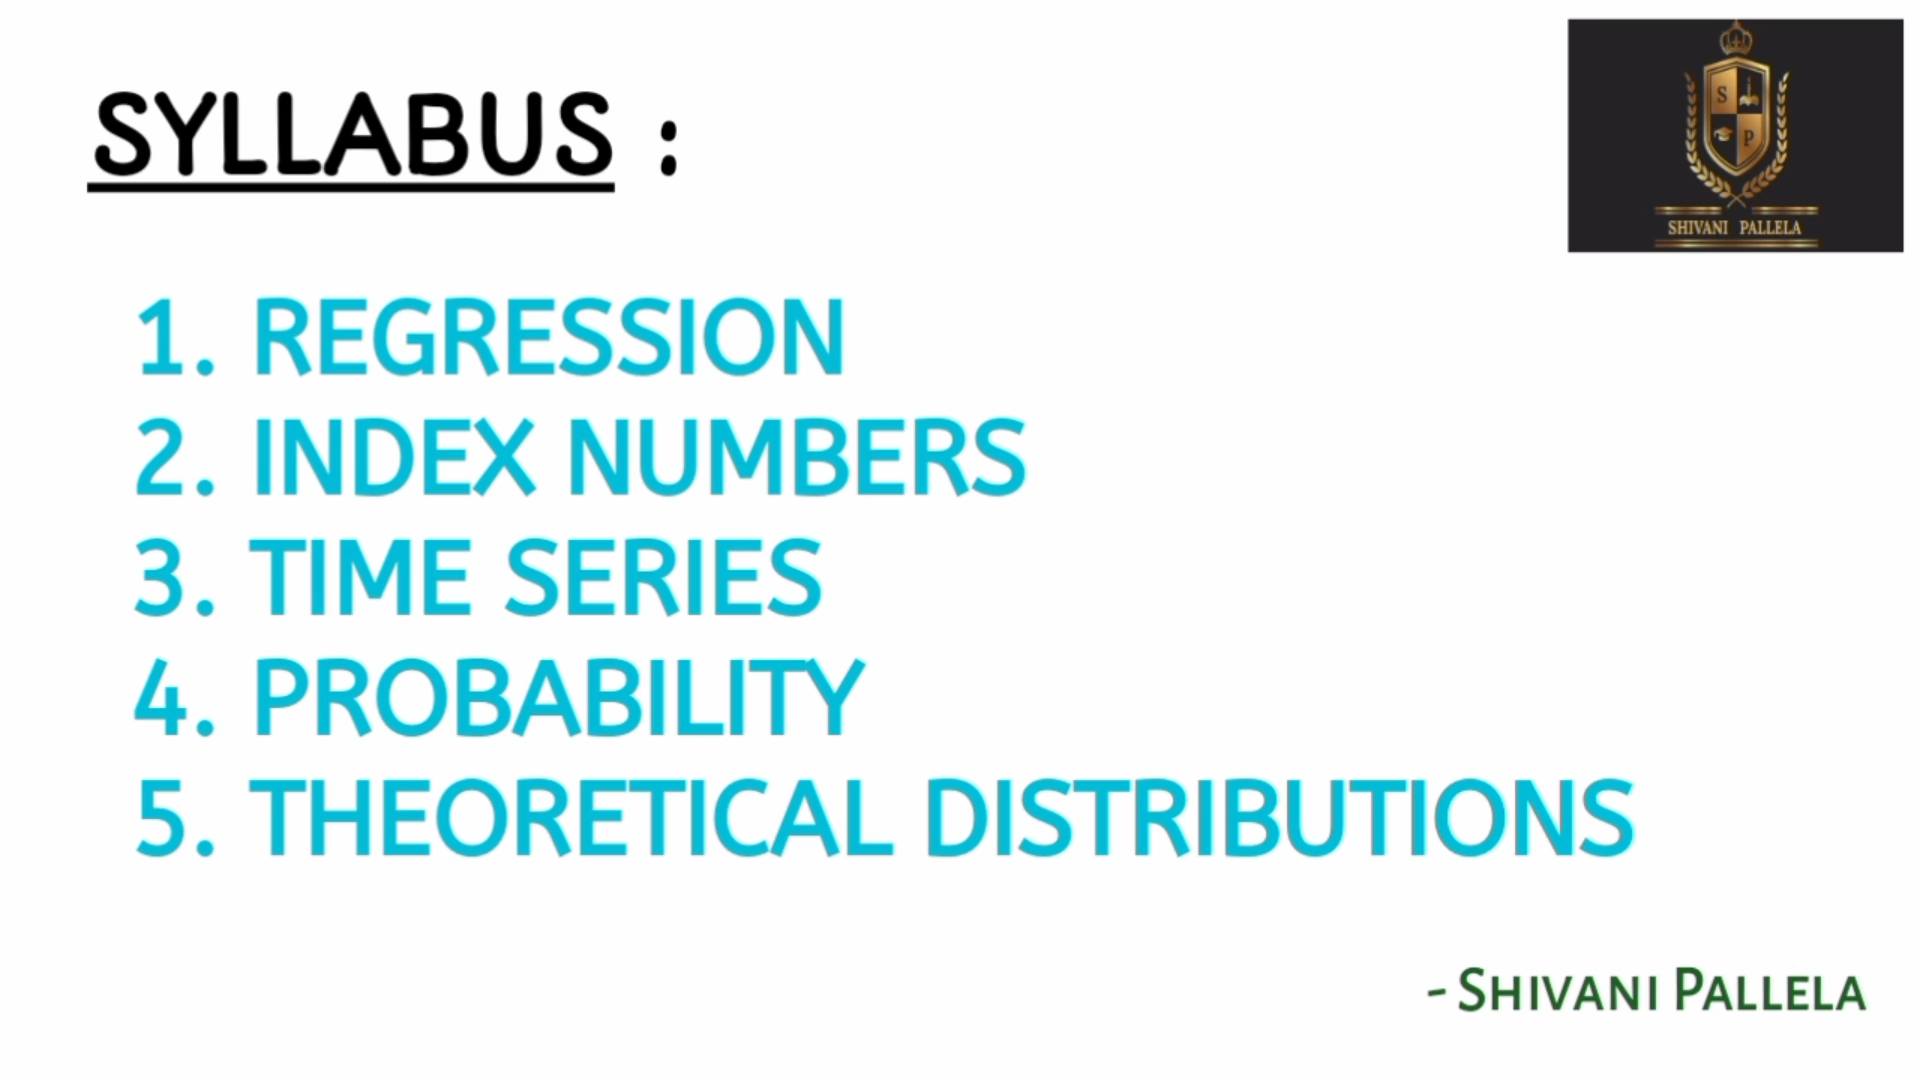 SYLLABUS :
S
P
SHIVANI PALLELA
1. REGRESSION
2. INDEX NUMBERS
3. TIME SERIES
4. PROBABILITY
5. THEORETICAL DISTRIBUTIONS
- SHIVANI PALLELA